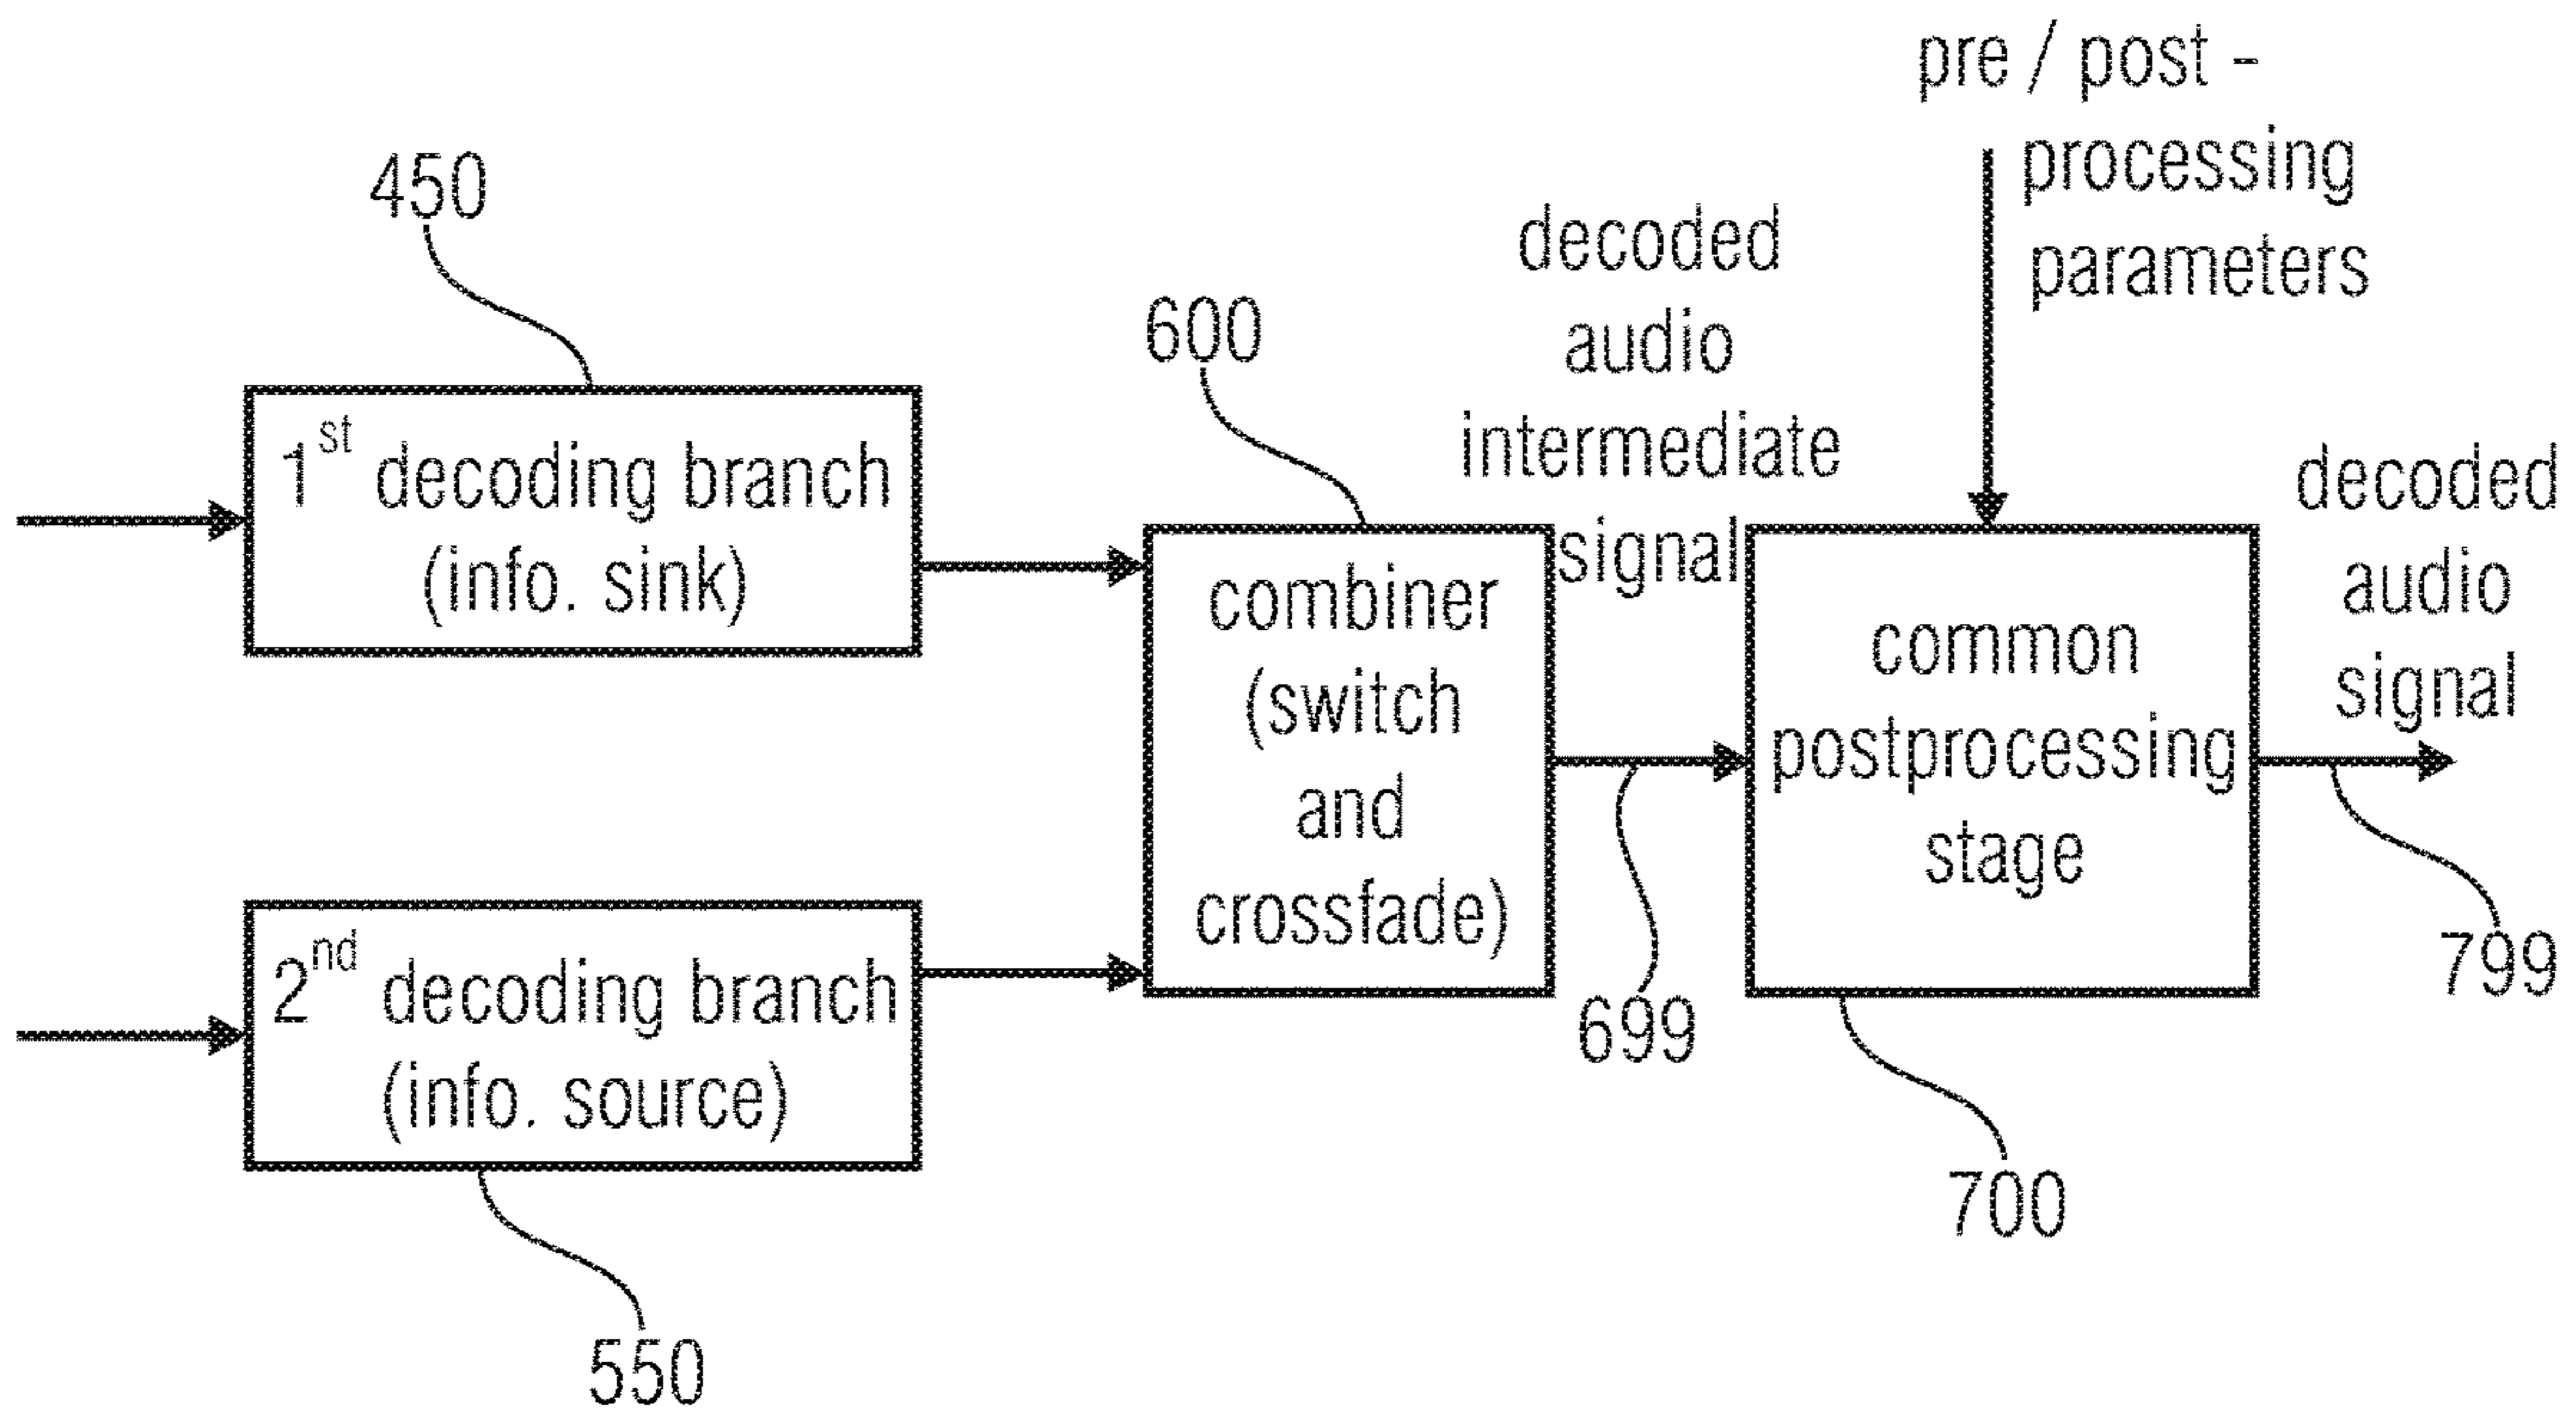 pre / post -
processing
parameters
450
decoded
audio
intermediate
signal
600
1st decoding branch
(info. sink)
decoded
audio
signal
combiner
(switch
and
crossfade)
common
postprocessing
stage
2nd decoding branch
(info. source)
699
799
700
550